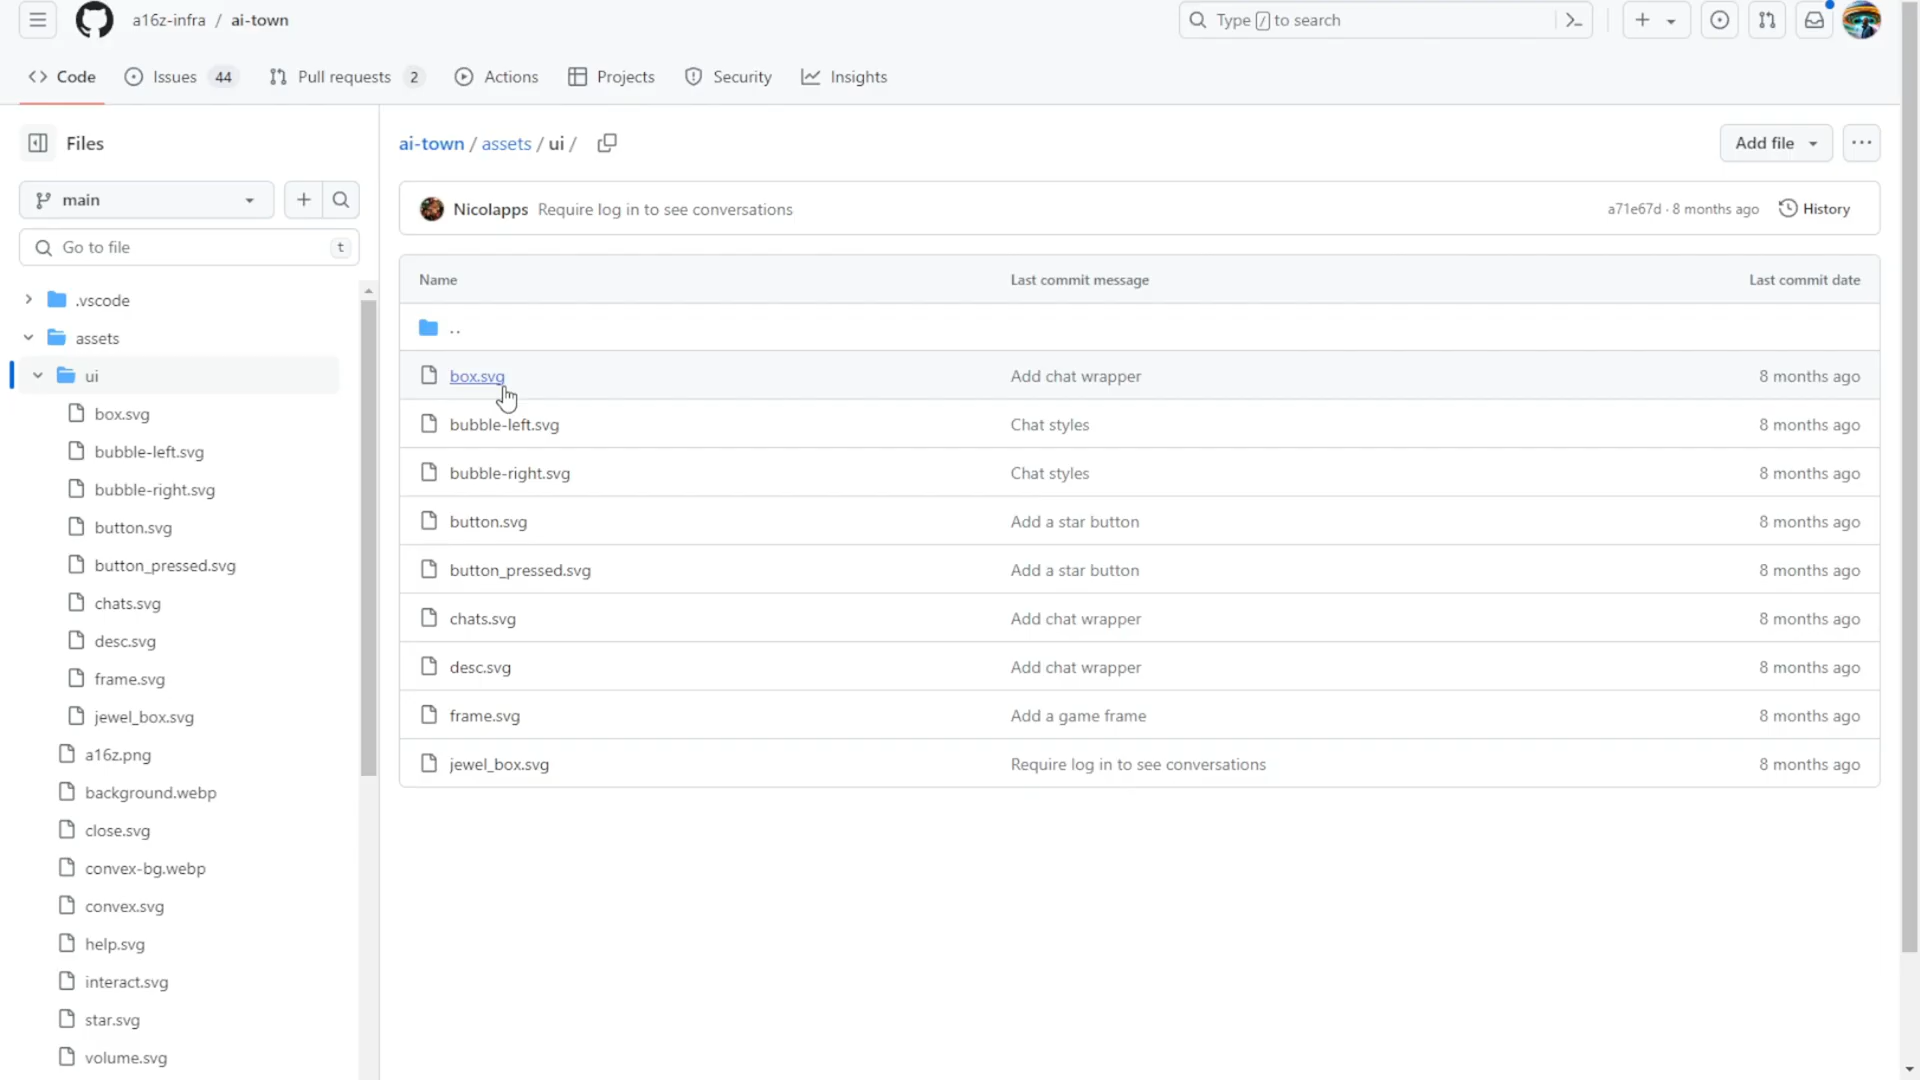 a16z-infra / ai-town
Type / to search
Code
Issues 44
Pull requests 2
Actions
Projects
Security
Insights
Files
ai-town / assets / ui /
Add file
main
Nicolapps Require log in to see conversations
a71e67d · 8 months ago
History
Go to file
t
Name
Last commit message
Last commit date
..
box.svg Add chat wrapper 8 months ago
bubble-left.svg Chat styles 8 months ago
bubble-right.svg Chat styles 8 months ago
button.svg Add a star button 8 months ago
button_pressed.svg Add a star button 8 months ago
chats.svg Add chat wrapper 8 months ago
desc.svg Add chat wrapper 8 months ago
frame.svg Add a game frame 8 months ago
jewel_box.svg Require log in to see conversations 8 months ago
.vscode
assets
ui
box.svg
bubble-left.svg
bubble-right.svg
button.svg
button_pressed.svg
chats.svg
desc.svg
frame.svg
jewel_box.svg
a16z.png
background.webp
close.svg
convex-bg.webp
convex.svg
help.svg
interact.svg
star.svg
volume.svg